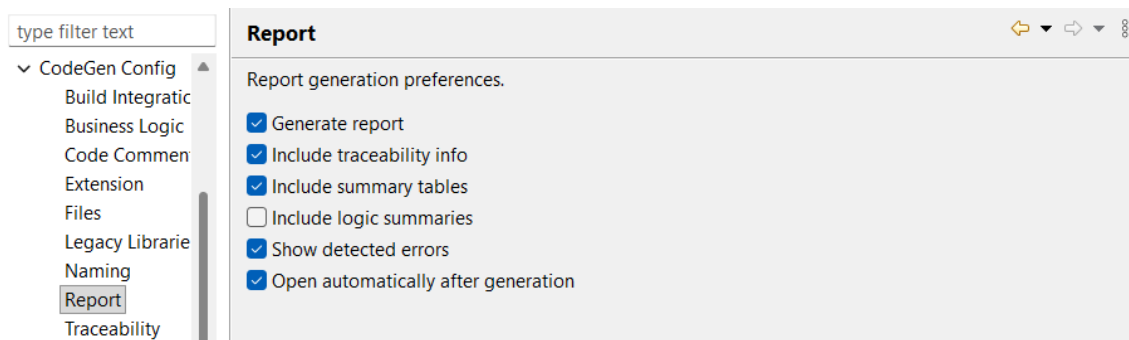 type filter text
CodeGen Config
Build Integratic
Business Logic
Code Commen
Extension
Files
Legacy Librarie
Naming
Report
Traceability
Report
Report generation preferences.
Generate report
Include traceability info
Include summary tables
Include logic summaries
Show detected errors
Open automatically after generation